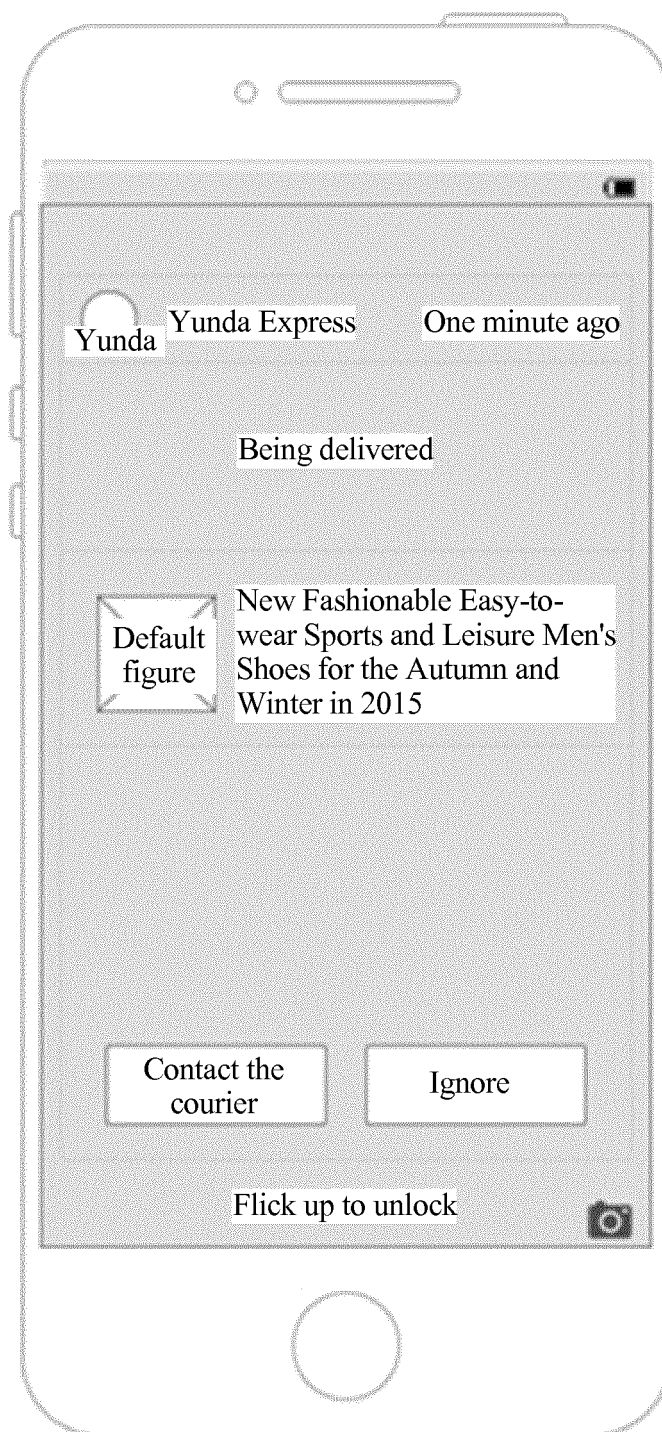 Yunda
Yunda Express
One minute ago
Being delivered
Default
figure
New Fashionable Easy-to-
wear Sports and Leisure Men's
Shoes for the Autumn and
Winter in 2015
Contact the
courier
Ignore
Flick up to unlock